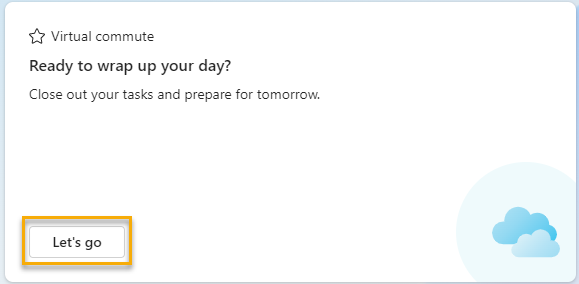 Virtual commute
Ready to wrap up your day?
Close out your tasks and prepare for tomorrow.
Let's go